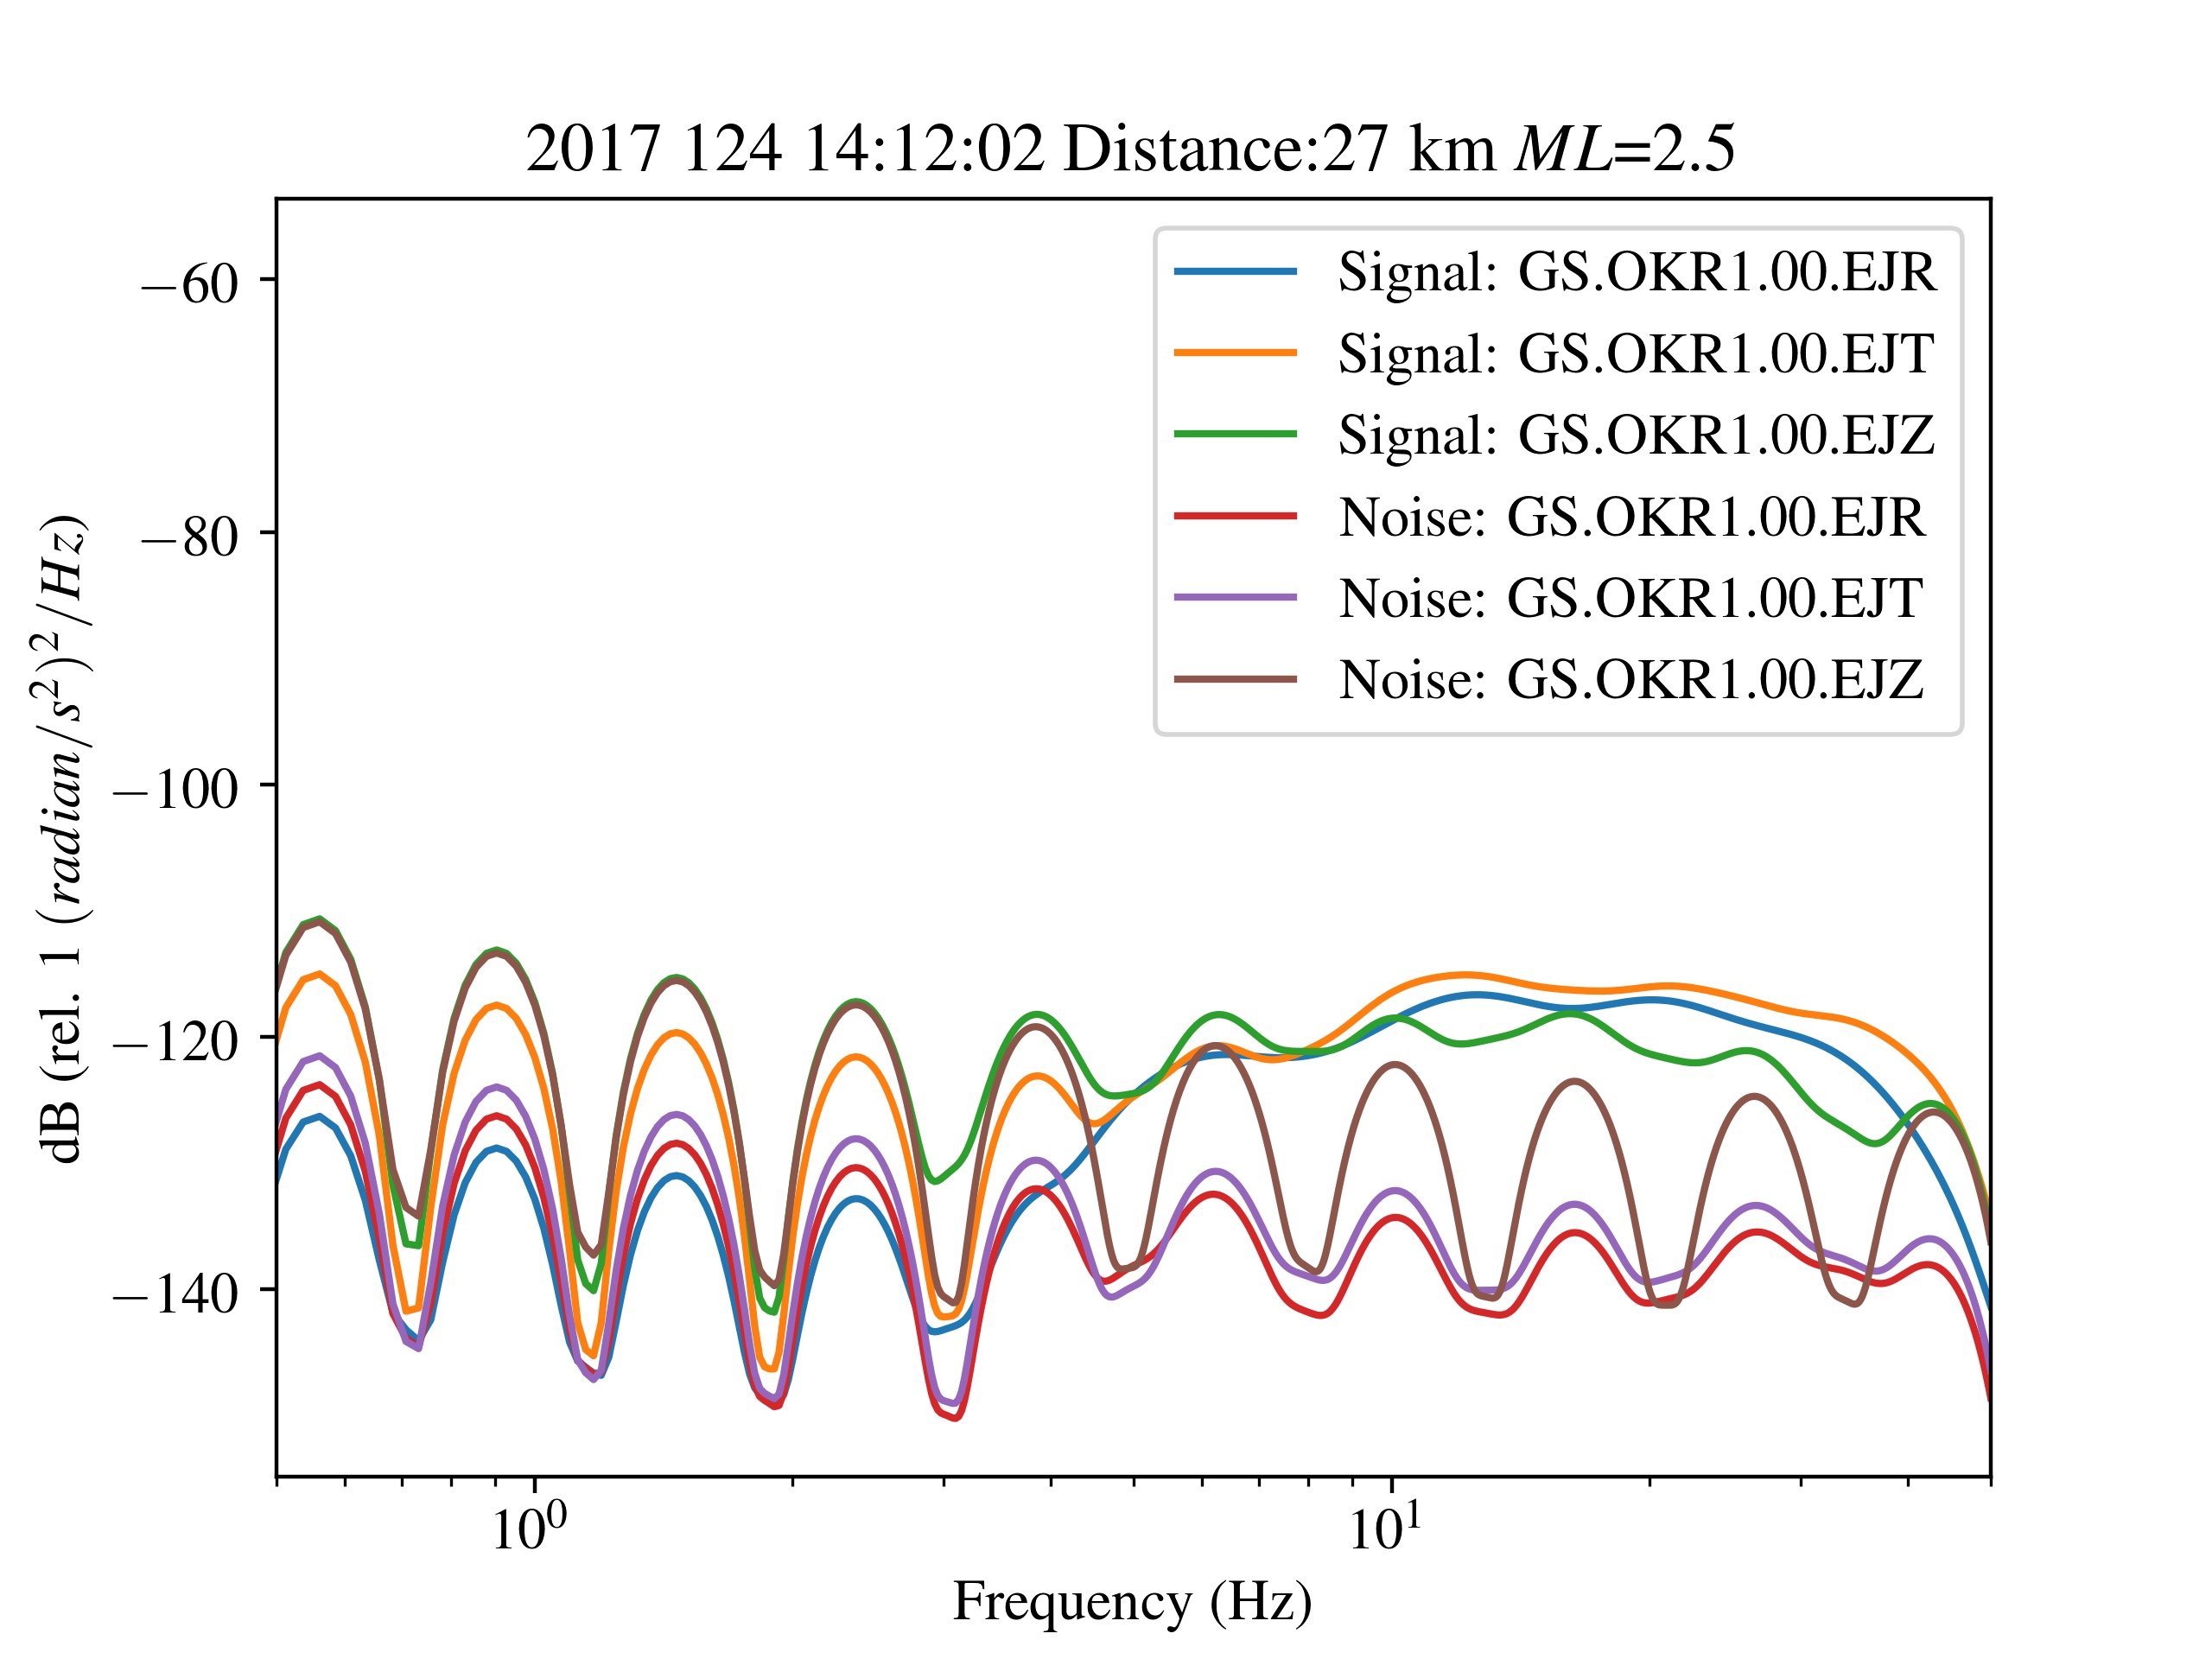 2017 124 14:12:02 Distance:27 km ML=2.5
Signal: GS.OKR1.00.EJR
Signal: GS.OKR1.00.EJT
Signal: GS.OKR1.00.EJZ
Noise: GS.OKR1.00.EJR
Noise: GS.OKR1.00.EJT
Noise: GS.OKR1.00.EJZ
dB (rel. 1 (radian/s²)²/Hz)
−60
−80
−100
−120
−140
10⁰
10¹
Frequency (Hz)